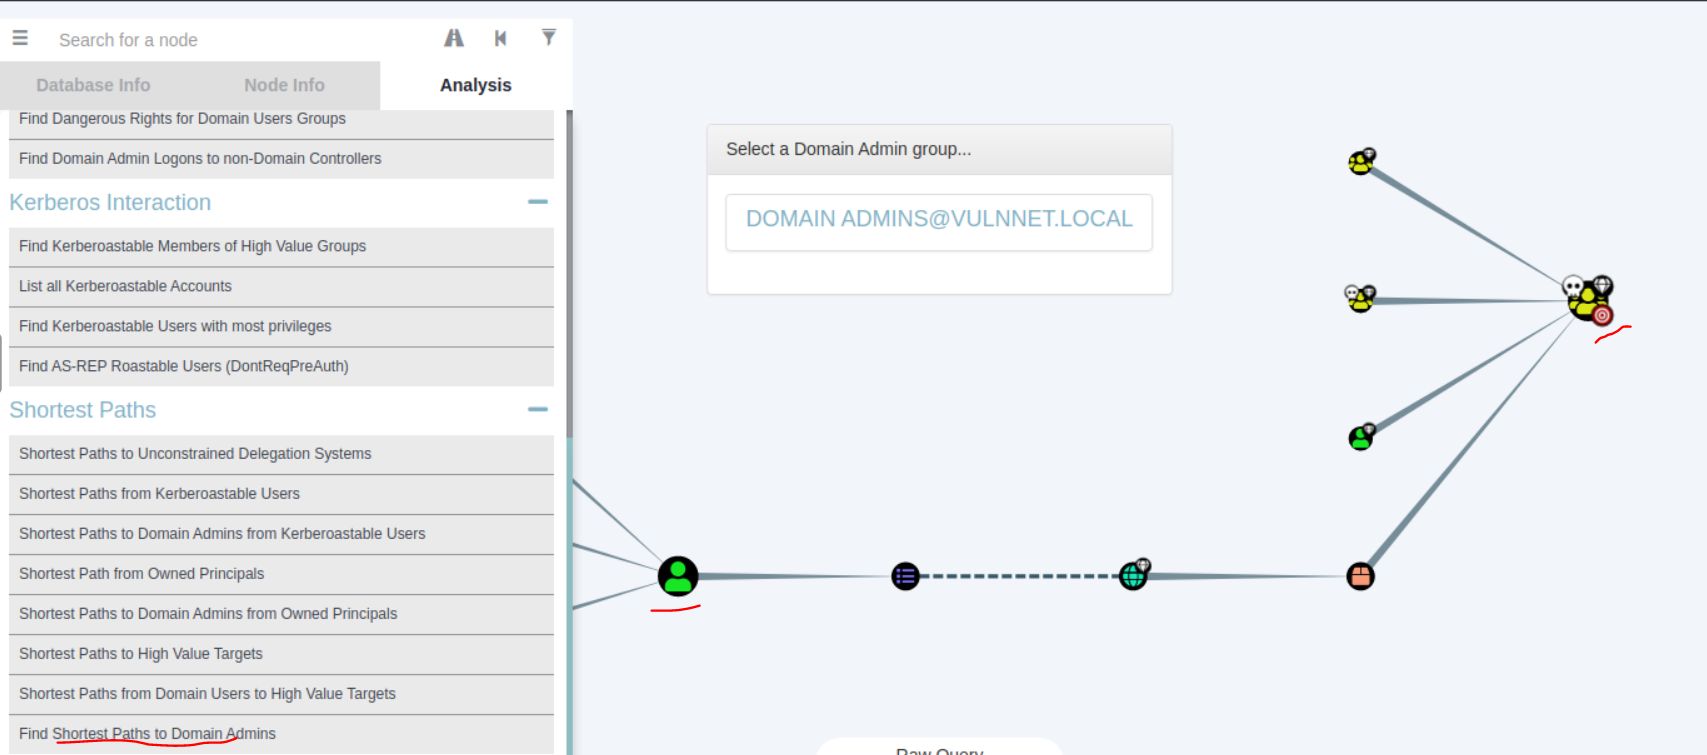 Search for a node
Database Info
Node Info
Analysis
Find Dangerous Rights for Domain Users Groups
Find Domain Admin Logons to non-Domain Controllers
Kerberos Interaction
Find Kerberoastable Members of High Value Groups
List all Kerberoastable Accounts
Find Kerberoastable Users with most privileges
Find AS-REP Roastable Users (DontReqPreAuth)
Shortest Paths
Shortest Paths to Unconstrained Delegation Systems
Shortest Paths from Kerberoastable Users
Shortest Paths to Domain Admins from Kerberoastable Users
Shortest Path from Owned Principals
Shortest Paths to Domain Admins from Owned Principals
Shortest Paths to High Value Targets
Shortest Paths from Domain Users to High Value Targets
Find Shortest Paths to Domain Admins
Select a Domain Admin group...
DOMAIN ADMINS@VULNNET.LOCAL
Raw Query